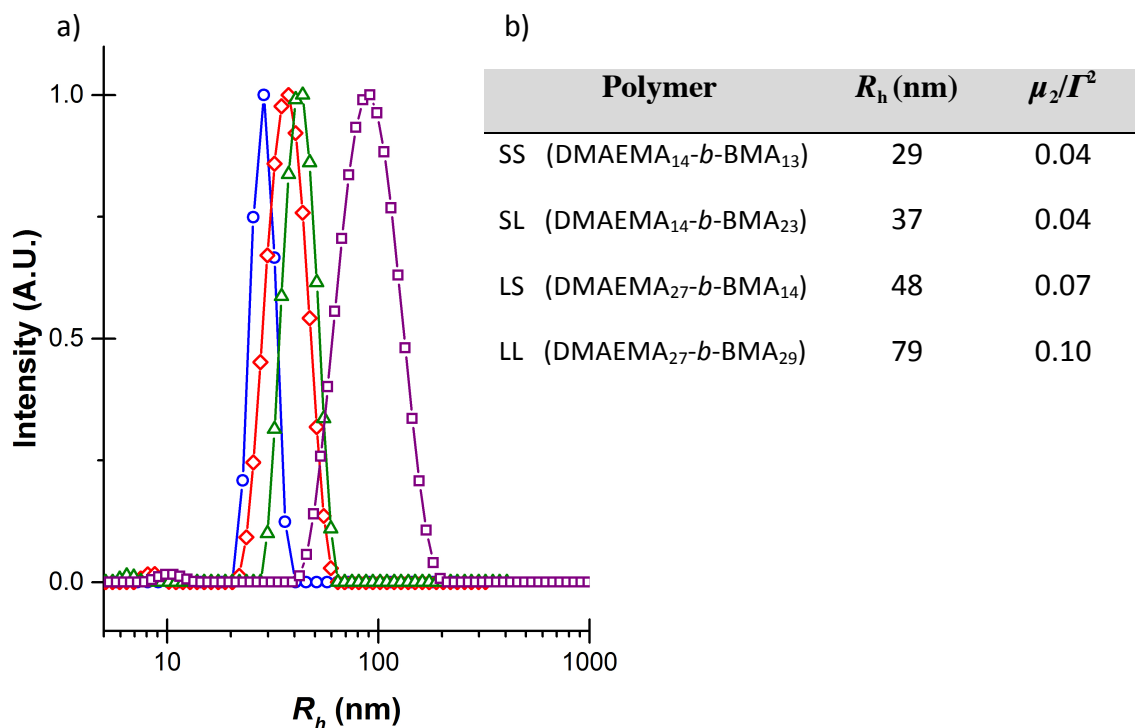 a)
1.0
0.5
0.0
10 100 1000
Intensity (A.U.)
R_h (nm)
b)
Polymer R_h (nm) μ₂/Γ²
SS (DMAEMA₁₄-b-BMA₁₃) 29 0.04
SL (DMAEMA₁₄-b-BMA₂₃) 37 0.04
LS (DMAEMA₂₇-b-BMA₁₄) 48 0.07
LL (DMAEMA₂₇-b-BMA₂₉) 79 0.10